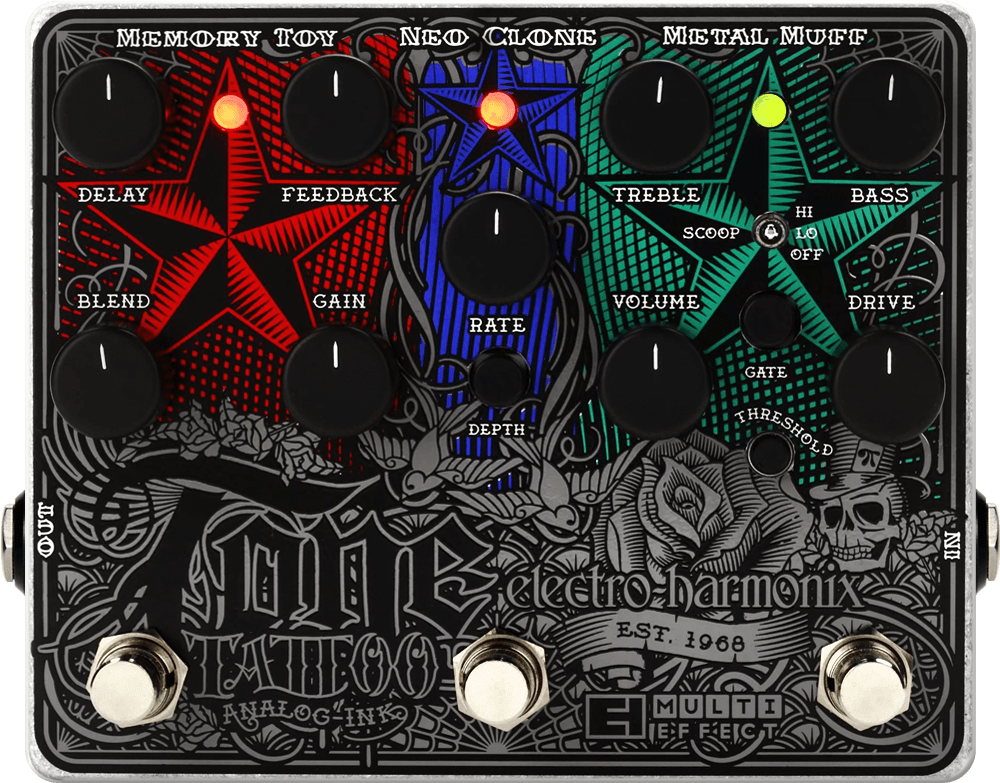 MEMORY TOY NEO CLONE METAL MUFF
DELAY FEEDBACK TREBLE BASS
HI
SCOOP LO
OFF
BLEND GAIN VOLUME DRIVE
RATE
GATE
DEPTH THRESHOLD
OUT IN
Tone
TATTOO
ANALOG-INK
electro-harmonix
EST. 1968
EH MULTI
EFFECT